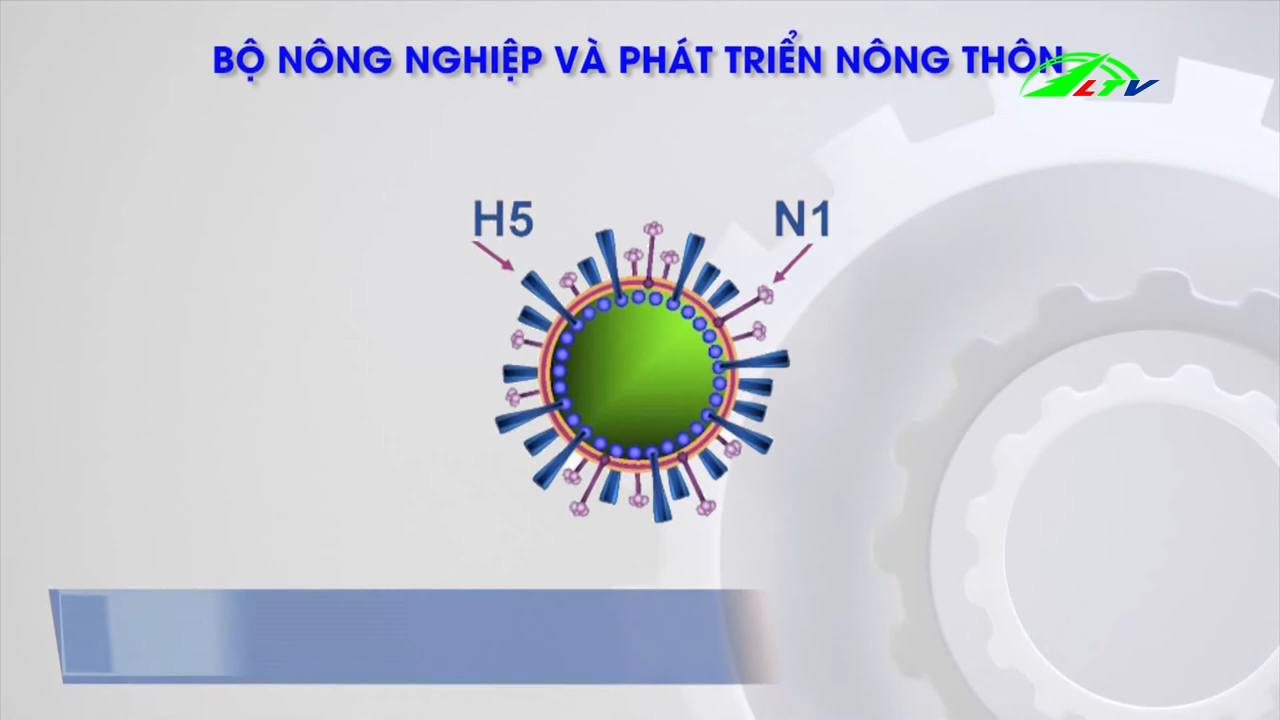 BỘ NÔNG NGHIỆP VÀ PHÁT TRIỂN NÔNG THÔN
LTV
H5
N1